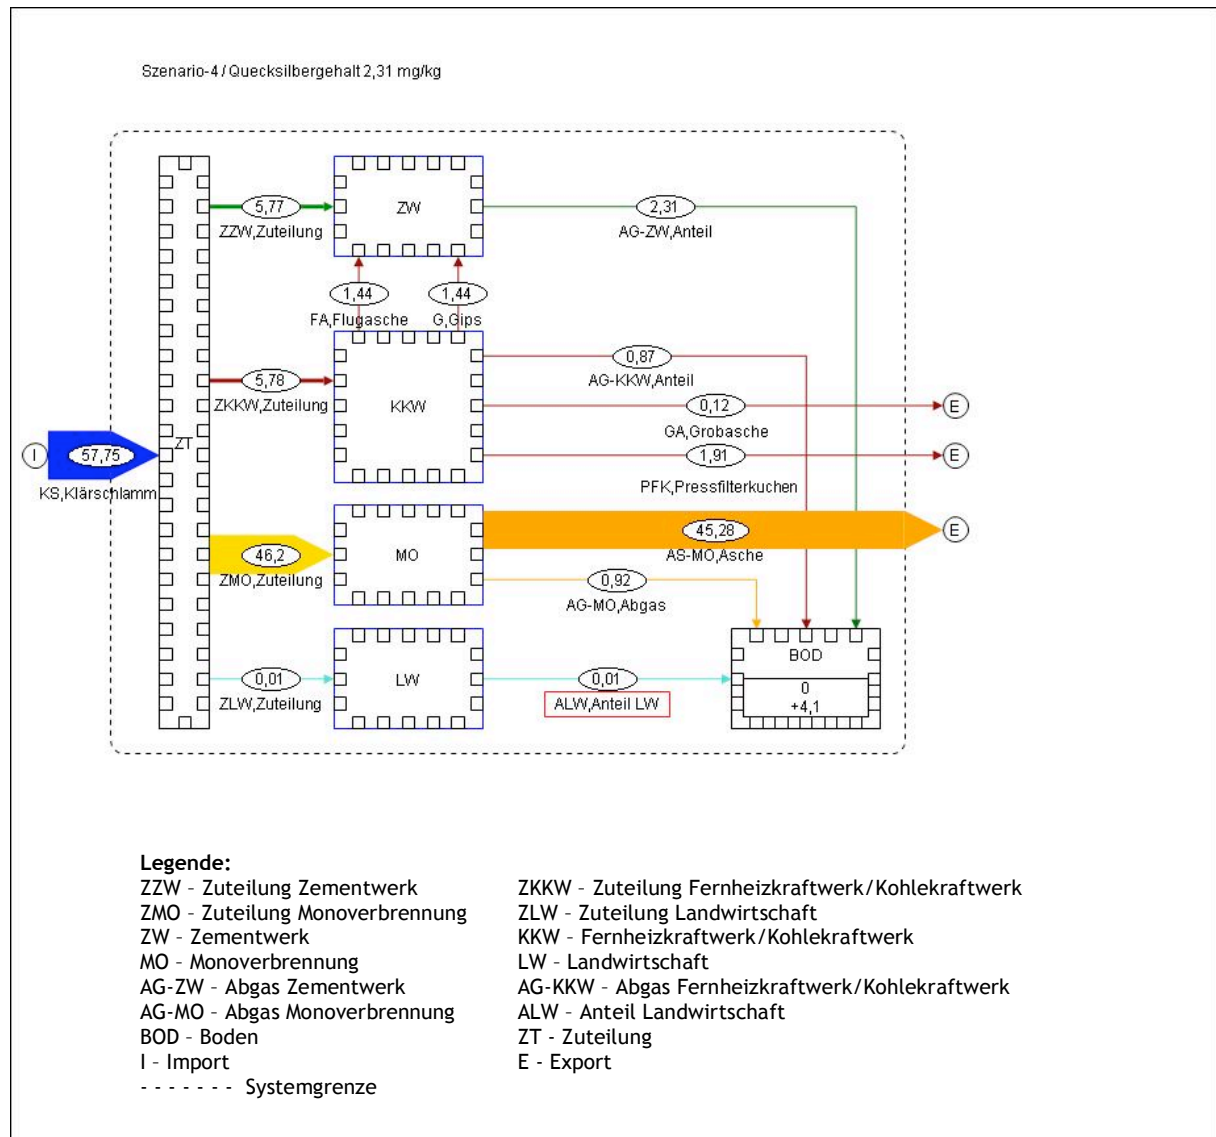 Szenario-4 / Quecksilbergehalt 2,31 mg/kg
5,77
ZW
2,31
ZZW,Zuteilung
AG-ZW,Anteil
1,44
1,44
FA,Flugasche
G,Gips
0,87
5,78
AG-KKW,Anteil
ZKKW,Zuteilung
KKW
0,12
E
GA,Grobasche
ZT
I
57,75
1,91
E
KS,Klärschlamm
PFK,Pressfilterkuchen
45,28
E
46,2
MO
AS-MO,Asche
ZMO,Zuteilung
0,92
AG-MO,Abgas
BOD
0,01
LW
0,01
0
ZLW,Zuteilung
ALW,Anteil LW
+4,1
Legende:
ZZW – Zuteilung Zementwerk
ZKKW – Zuteilung Fernheizkraftwerk/Kohlekraftwerk
ZMO – Zuteilung Monoverbrennung
ZLW – Zuteilung Landwirtschaft
ZW – Zementwerk
KKW – Fernheizkraftwerk/Kohlekraftwerk
MO – Monoverbrennung
LW – Landwirtschaft
AG-ZW – Abgas Zementwerk
AG-KKW – Abgas Fernheizkraftwerk/Kohlekraftwerk
AG-MO – Abgas Monoverbrennung
ALW – Anteil Landwirtschaft
BOD – Boden
ZT - Zuteilung
I – Import
E - Export
- - - - - - - Systemgrenze